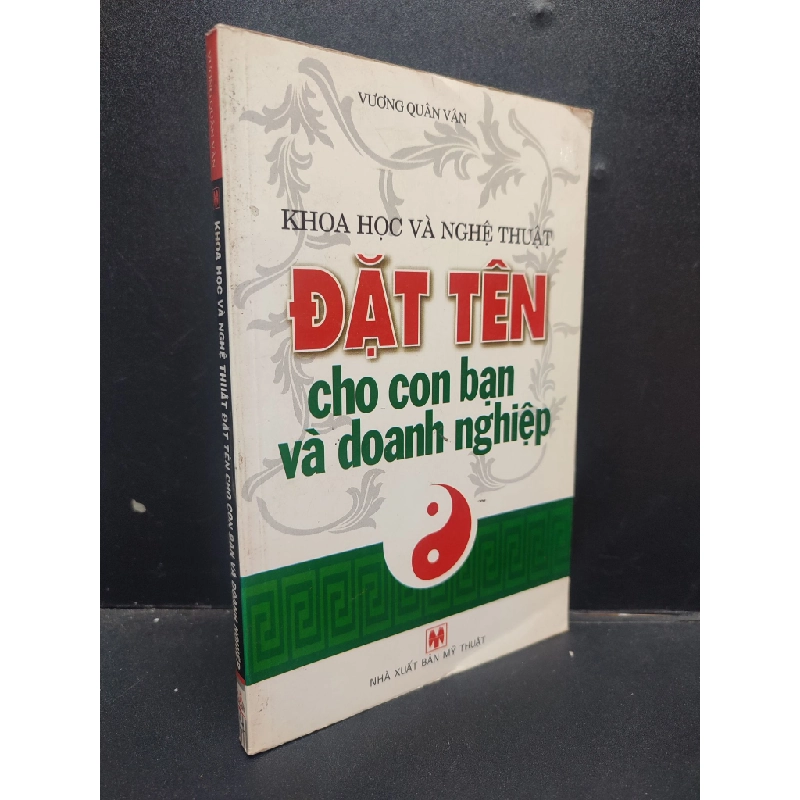 VƯƠNG QUÂN VÂN
KHOA HỌC VÀ NGHỆ THUẬT
ĐẶT TÊN
cho con bạn
và doanh nghiệp
NHÀ XUẤT BẢN MỸ THUẬT
KHOA HỌC VÀ NGHỆ THUẬT ĐẶT TÊN CHO CON BẠN VÀ DOANH NGHIỆP